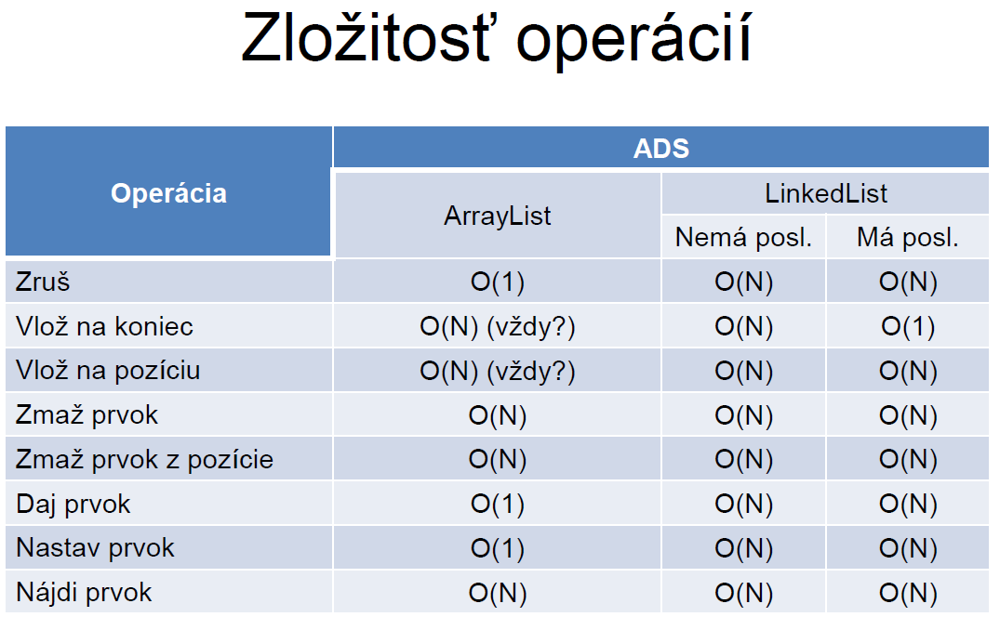 Zložitosť operácií
Operácia
ADS
ArrayList
LinkedList
Nemá posl.
Má posl.
Zruš O(1) O(N) O(N)
Vlož na koniec O(N) (vždy?) O(N) O(1)
Vlož na pozíciu O(N) (vždy?) O(N) O(N)
Zmaž prvok O(N) O(N) O(N)
Zmaž prvok z pozície O(N) O(N) O(N)
Daj prvok O(1) O(N) O(N)
Nastav prvok O(1) O(N) O(N)
Nájdi prvok O(N) O(N) O(N)